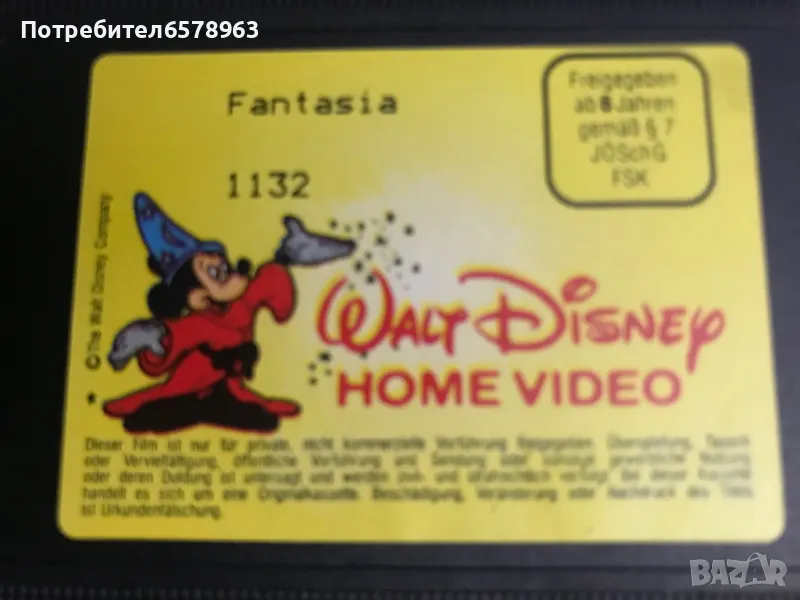 Потребител6578963
Fantasia
1132
Freigegeben
ab 6 Jahren
gemäß § 7
JÖSchG
FSK
© The Walt Disney Company
WALT DISNEY
HOME VIDEO
Dieser Film ist nur für private, nicht kommerzielle Vorführung freigegeben. Überspielung, Tausch
oder Vervielfältigung, öffentliche Vorführung und Sendung oder sonstige gewerbliche Nutzung
oder deren Duldung ist untersagt und werden zivil- und strafrechtlich verfolgt. Bei dieser Kassette
handelt es sich um eine Originalkassette. Beschädigung, Veränderung oder Nachdruck des Titels
ist Urkundenfälschung.
BAZAR